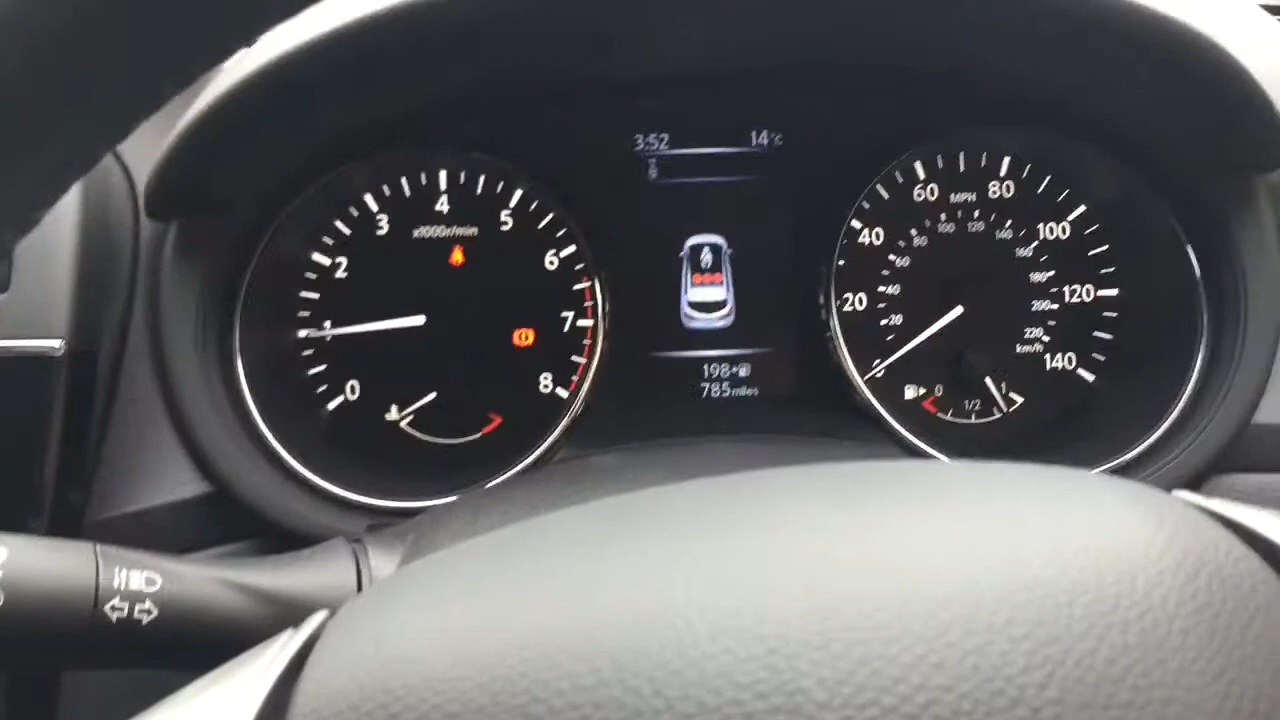 3:52 14°C
4
3 5
x1000r/min
2 6
1 7
0 8
198
785 miles
60 80
MPH
40 100
100 120
80 140
60 160
20 120
40 180
20 200
220
km/h
140
0 1/2 1